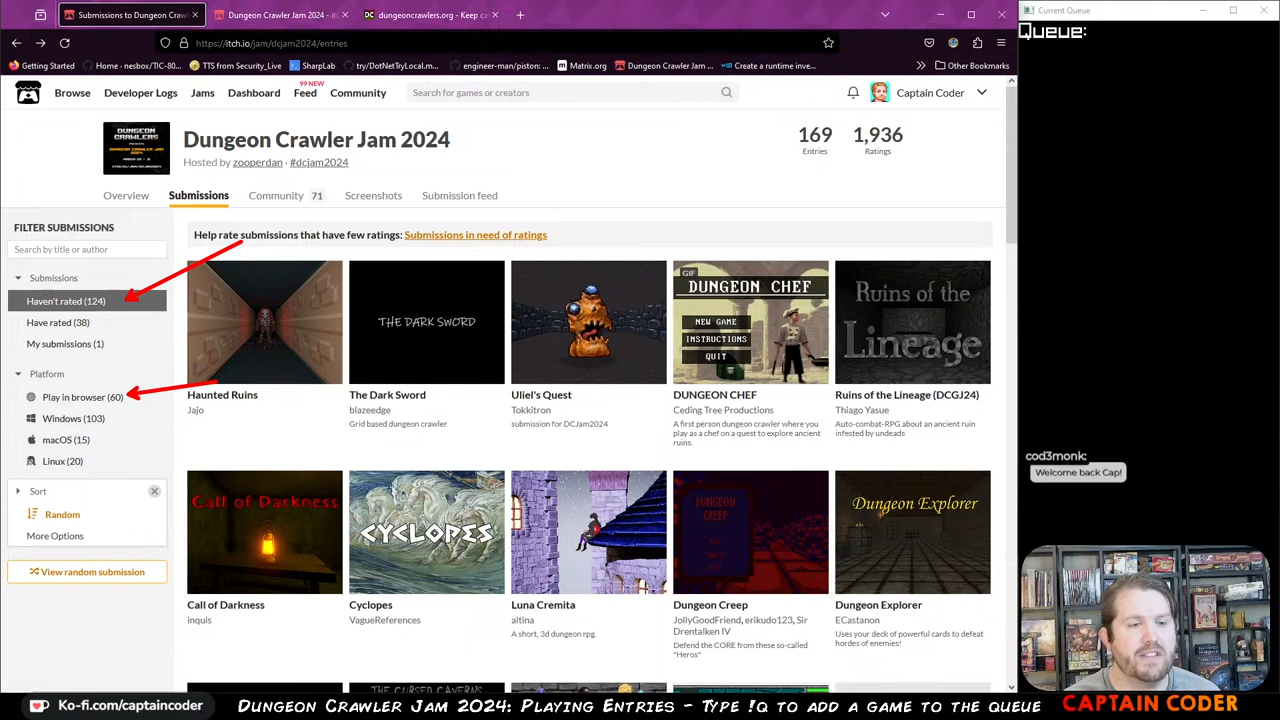 Submissions to Dungeon Craw
Dungeon Crawler Jam 2024 - itc
DC dungeoncrawlers.org - Keep ca
Current Queue
https://itch.io/jam/dcjam2024/entries
Getting Started
Home - nesbox/TIC-80
TTS from Security_Live
SharpLab
try/DotNetTryLocal.md
engineer-man/piston:
Matrix.org
Dungeon Crawler Jam ...
Create a runtime inve...
Other Bookmarks
Queue:
Browse
Developer Logs
Jams
Dashboard
99 NEW
Feed
Community
Search for games or creators
Captain Coder
Dungeon Crawler Jam 2024
Hosted by zooperdan · #dcjam2024
169
Entries
1,936
Ratings
Overview
Submissions
Community 71
Screenshots
Submission feed
FILTER SUBMISSIONS
Search by title or author
Submissions
Haven't rated (124)
Have rated (38)
My submissions (1)
Platform
Play in browser (60)
Windows (103)
macOS (15)
Linux (20)
Sort
Random
More Options
View random submission
Help rate submissions that have few ratings: Submissions in need of ratings
Haunted Ruins
Jajo
THE DARK SWORD
The Dark Sword
blazeedge
Grid based dungeon crawler
Uliel's Quest
Tokkitron
submission for DCJam2024
GIF
DUNGEON CHEF
NEW GAME
INSTRUCTIONS
QUIT
DUNGEON CHEF
Ceding Tree Productions
A first person dungeon crawler where you
play as a chef on a quest to explore ancient
ruins.
Ruins of the
Lineage
Ruins of the Lineage (DCGJ24)
Thiago Yasue
Auto-combat-RPG about an ancient ruin
infested by undeads
Call of Darkness
Call of Darkness
inquis
CYCLOPES
Cyclopes
VagueReferences
Luna Cremita
altina
A short, 3d dungeon rpg.
DUNGEON
CREEP
Dungeon Creep
JollyGoodFriend, erikudo123, Sir
Drentalken IV
Defend the CORE from these so-called
"Heros"
Dungeon Explorer
Dungeon Explorer
ECastanon
Uses your deck of powerful cards to defeat
hordes of enemies!
THE CURSED CAVERNS
cod3monk:
Welcome back Cap!
Ko-fi.com/captaincoder
Dungeon Crawler Jam 2024: Playing Entries - Type !q to add a game to the queue
CAPTAIN CODER